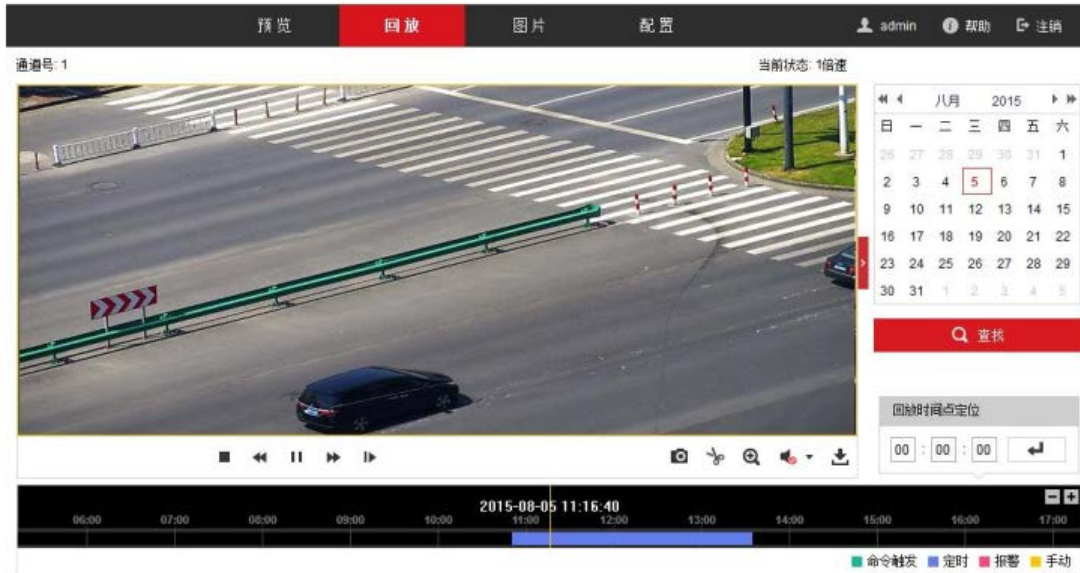 预览 回放 图片 配置 admin 帮助 注销
通道号: 1 当前状态: 1倍速
八月 2015
日 一 二 三 四 五 六
26 27 28 29 30 31 1
2 3 4 5 6 7 8
9 10 11 12 13 14 15
16 17 18 19 20 21 22
23 24 25 26 27 28 29
30 31 1 2 3 4 5
查找
回放时间点定位
00 : 00 : 00
2015-08-05 11:16:40
06:00 07:00 08:00 09:00 10:00 11:00 12:00 13:00 14:00 15:00 16:00 17:00
命令触发 定时 报警 手动